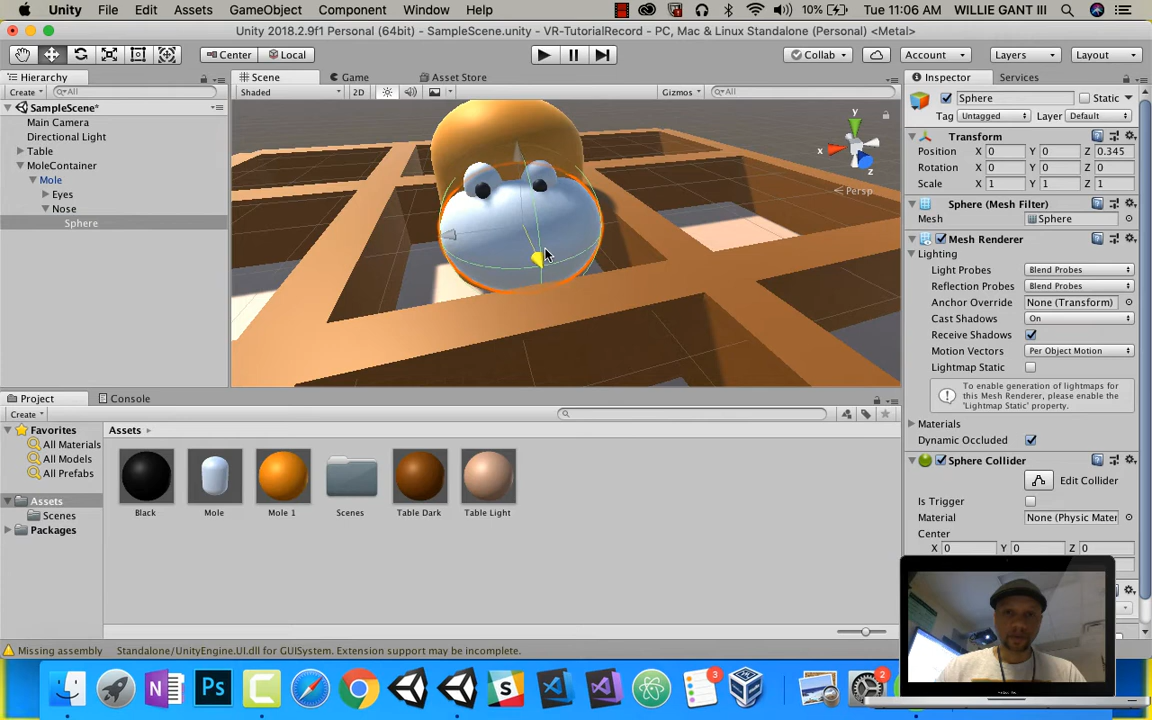 Unity File Edit Assets GameObject Component Window Help 10% Tue 11:06 AM WILLIE GANT III
Unity 2018.2.9f1 Personal (64bit) - SampleScene.unity - VR-TutorialRecord - PC, Mac & Linux Standalone (Personal) <Metal>
Center Local Collab Account Layers Layout
Hierarchy Scene Game Asset Store Inspector Services
Create All Shaded 2D Gizmos All
Sphere Static
SampleScene*
Main Camera
Directional Light
Table
MoleContainer
Mole
Eyes
Nose
Sphere
y
x
z
Persp
Tag Untagged Layer Default
Transform
Position X 0 Y 0 Z 0.345
Rotation X 0 Y 0 Z 0
Scale X 1 Y 1 Z 1
Sphere (Mesh Filter)
Mesh Sphere
Mesh Renderer
Lighting
Light Probes Blend Probes
Reflection Probes Blend Probes
Anchor Override None (Transform)
Cast Shadows On
Receive Shadows
Motion Vectors Per Object Motion
Lightmap Static
To enable generation of lightmaps for
this Mesh Renderer, please enable the
'Lightmap Static' property.
Materials
Dynamic Occluded
Sphere Collider
Edit Collider
Is Trigger
Material None (Physic Mater
Center
X 0 Y 0 Z 0
Project Console
Create
Favorites
All Materials
All Models
All Prefabs
Assets
Scenes
Packages
Assets
Black Mole Mole 1 Scenes Table Dark Table Light
Missing assembly Standalone/UnityEngine.UI.dll for GUISystem. Extension support may be incomplete.
N Ps C S 3 2